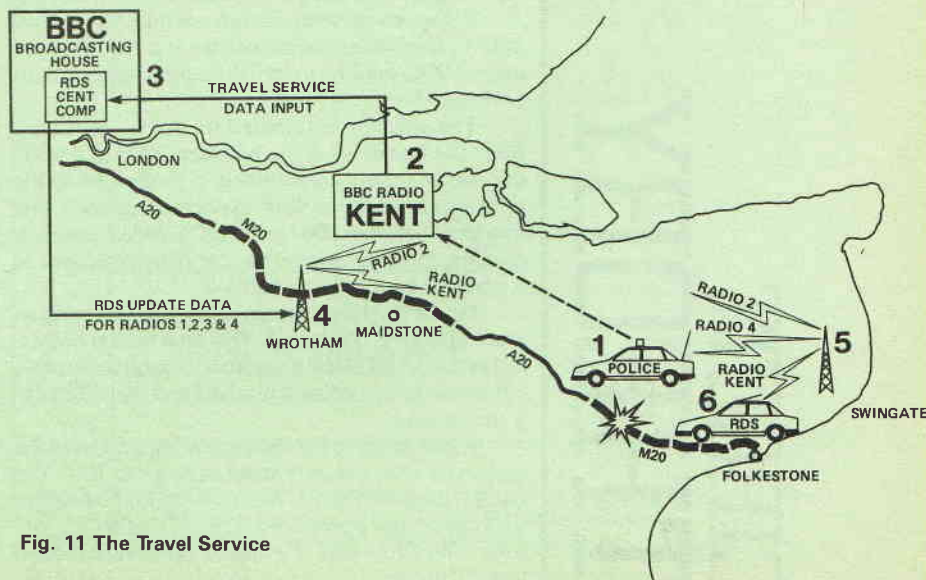 BBC
BROADCASTING
HOUSE
RDS
CENT
COMP
3
TRAVEL SERVICE
DATA INPUT
LONDON
2
BBC RADIO
KENT
A20
M20
RADIO 2
RADIO
KENT
RDS UPDATE DATA
FOR RADIOS 1,2,3 & 4
4
WROTHAM
MAIDSTONE
A20
1
POLICE
RADIO 2
RADIO 4
RADIO
KENT
5
6
RDS
SWINGATE
M20
FOLKESTONE
Fig. 11 The Travel Service